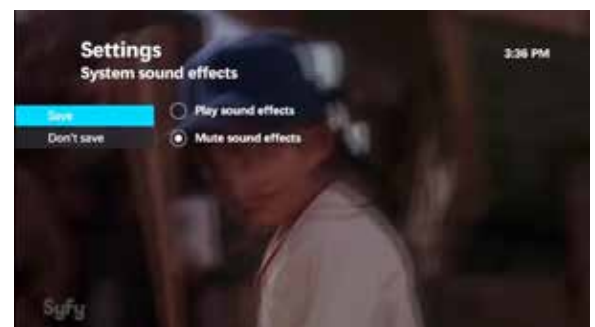 Settings
System sound effects
3:36 PM
Save
Play sound effects
Don't save
Mute sound effects
Syfy